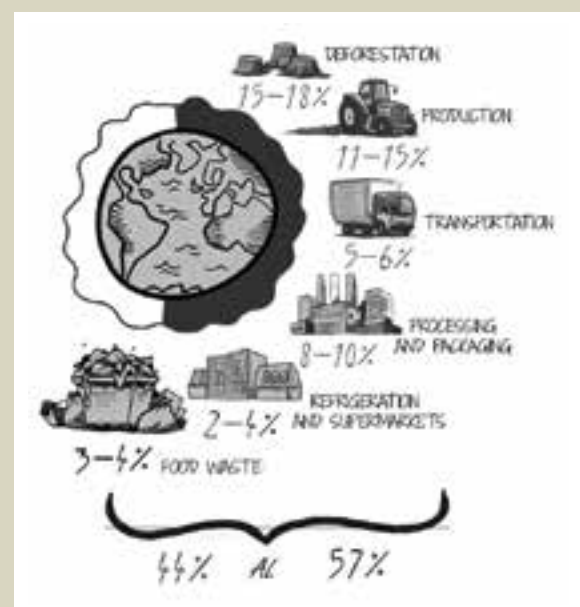 DEFORESTATION
15–18%
PRODUCTION
11–15%
TRANSPORTATION
5–6%
PROCESSING
AND PACKAGING
8–10%
REFRIGERATION
AND SUPERMARKETS
2–4%
3–4% FOOD WASTE
44% AL 57%